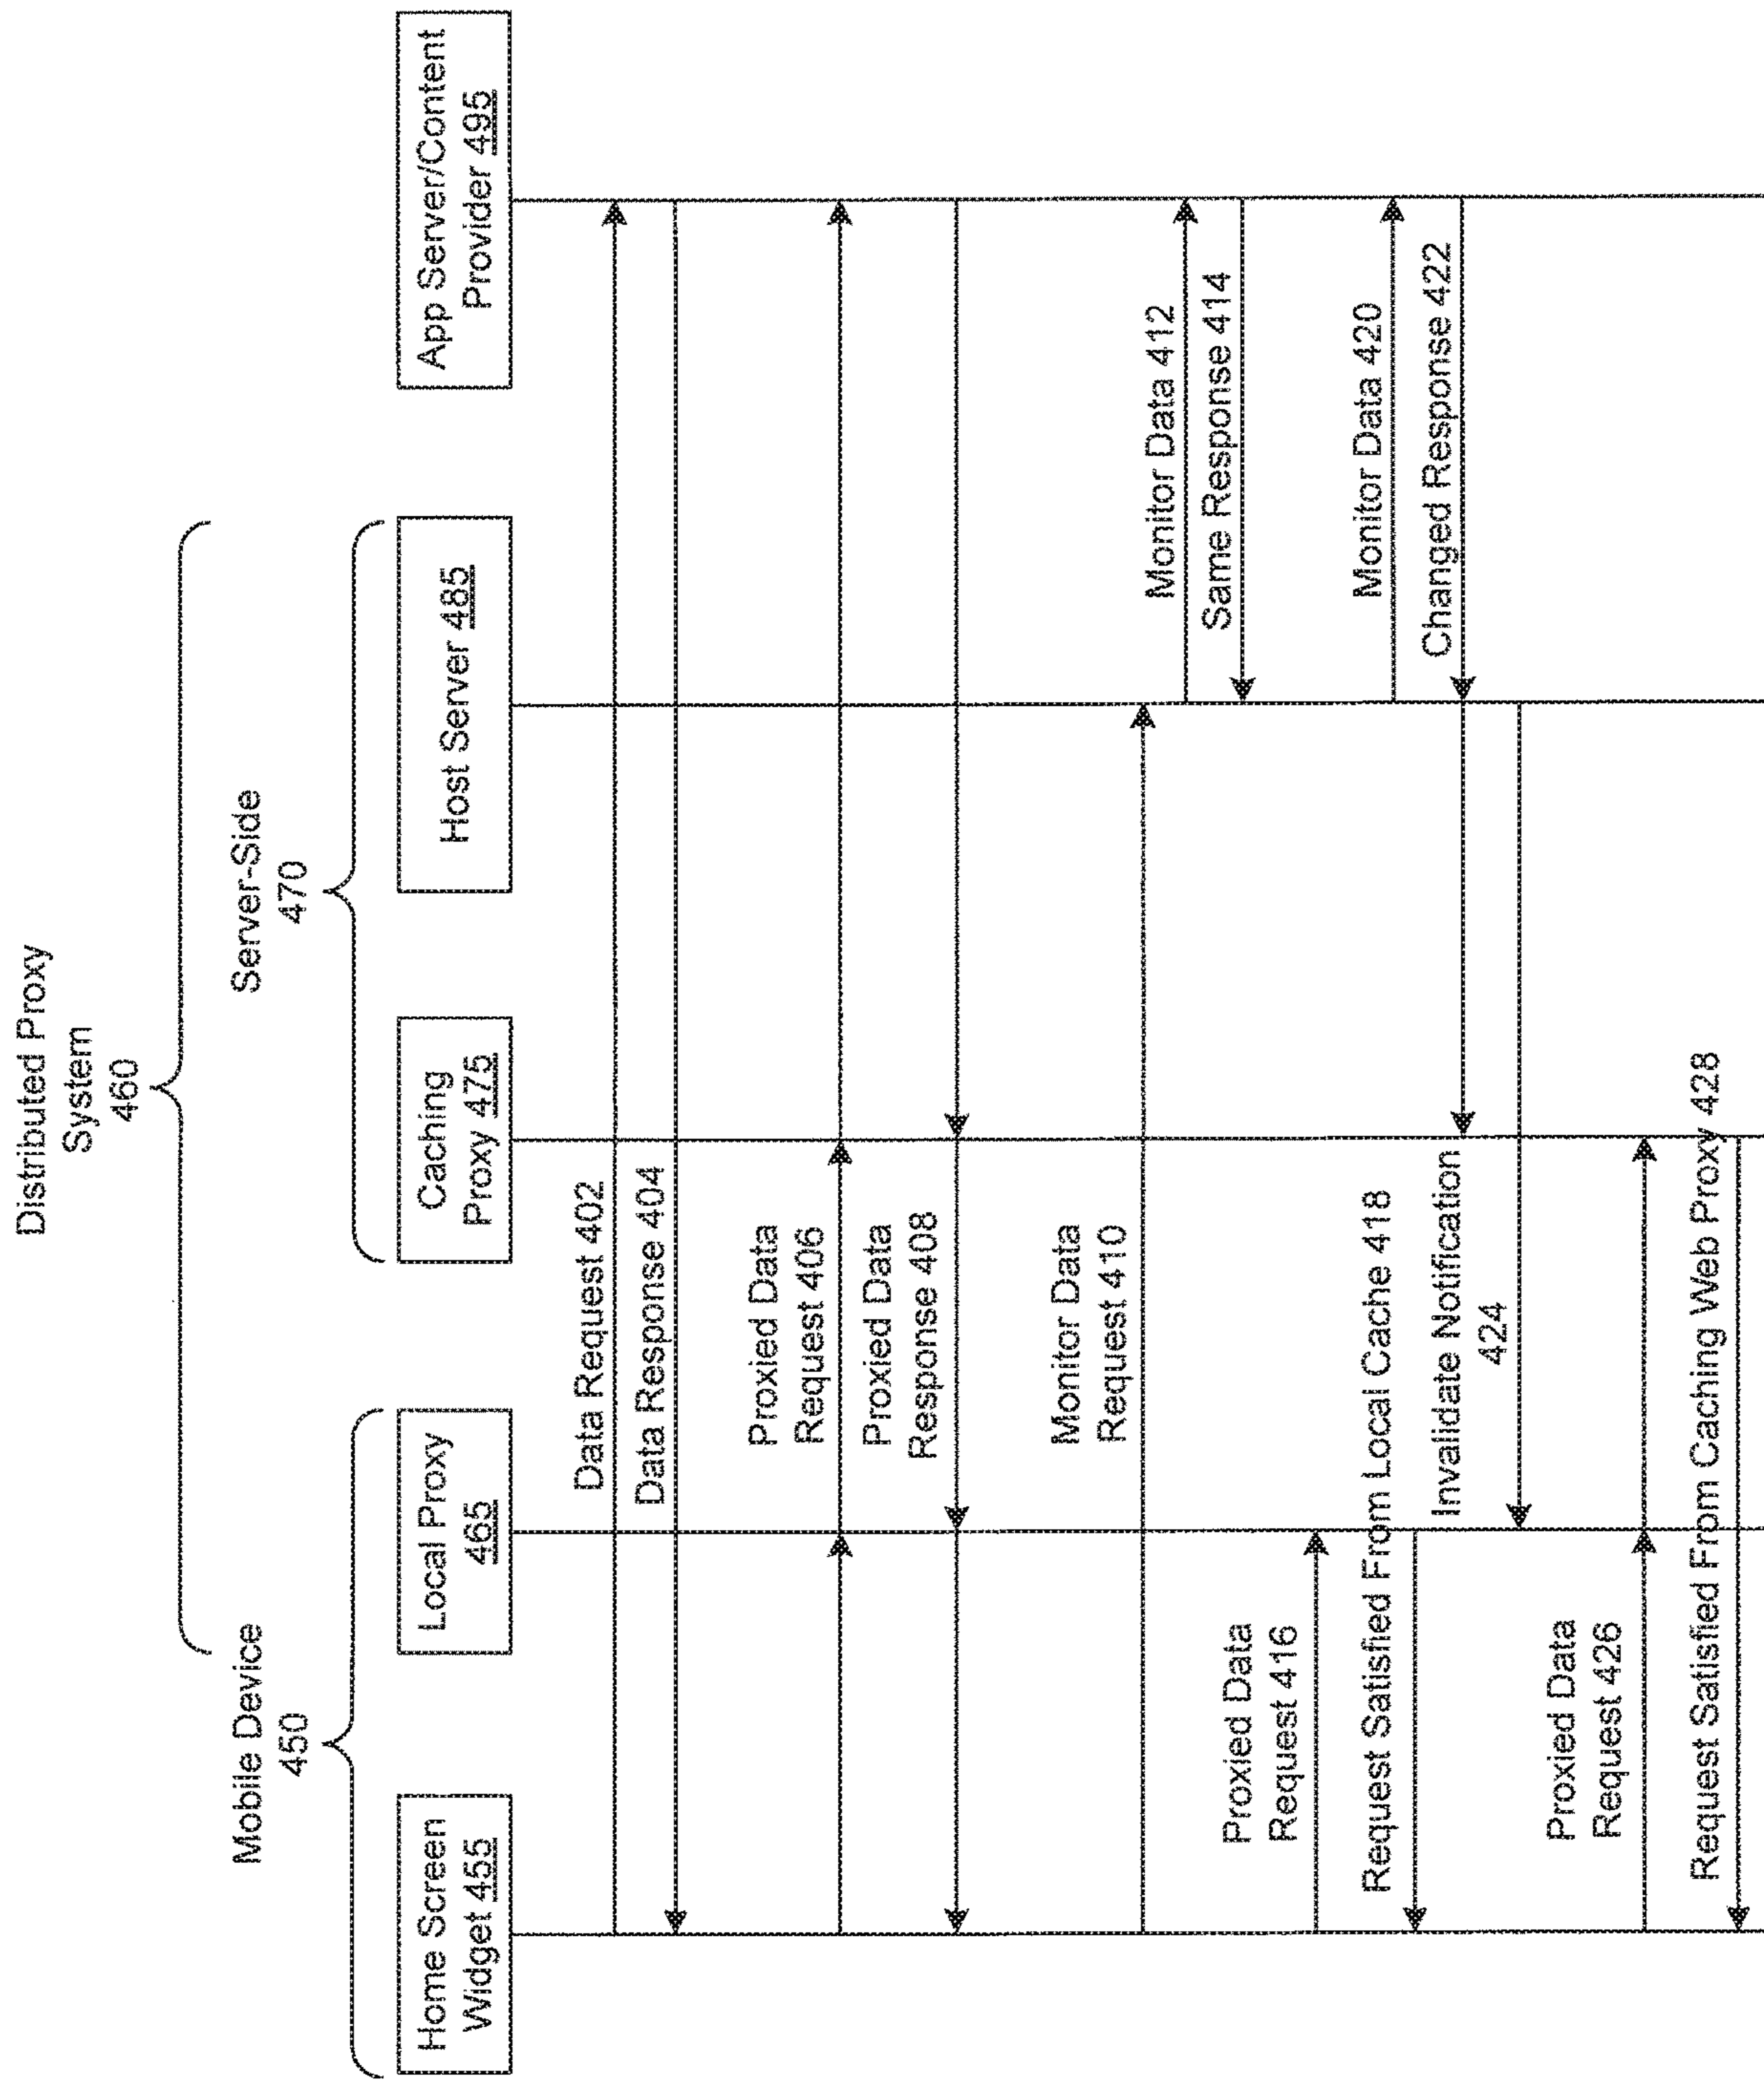 Distributed Proxy
System
460
Mobile Device
450
Server-Side
470
Home Screen
Widget 455
Local Proxy
465
Caching
Proxy 475
Host Server 485
App Server/Content
Provider 495
Data Request 402
Data Response 404
Proxied Data
Request 406
Proxied Data
Response 408
Monitor Data
Request 410
Monitor Data 412
Same Response 414
Proxied Data
Request 416
Request Satisfied From Local Cache 418
Monitor Data 420
Changed Response 422
Invalidate Notification
424
Proxied Data
Request 426
Request Satisfied From Caching Web Proxy 428